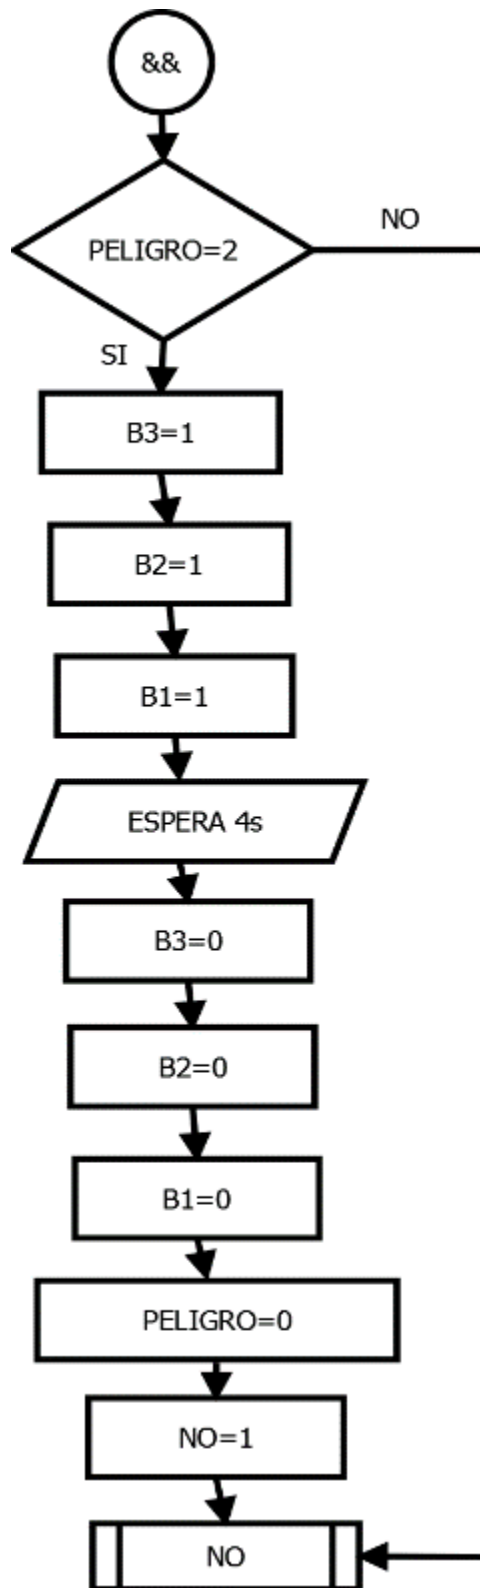 &&
PELIGRO=2
NO
SI
B3=1
B2=1
B1=1
ESPERA 4s
B3=0
B2=0
B1=0
PELIGRO=0
NO=1
NO